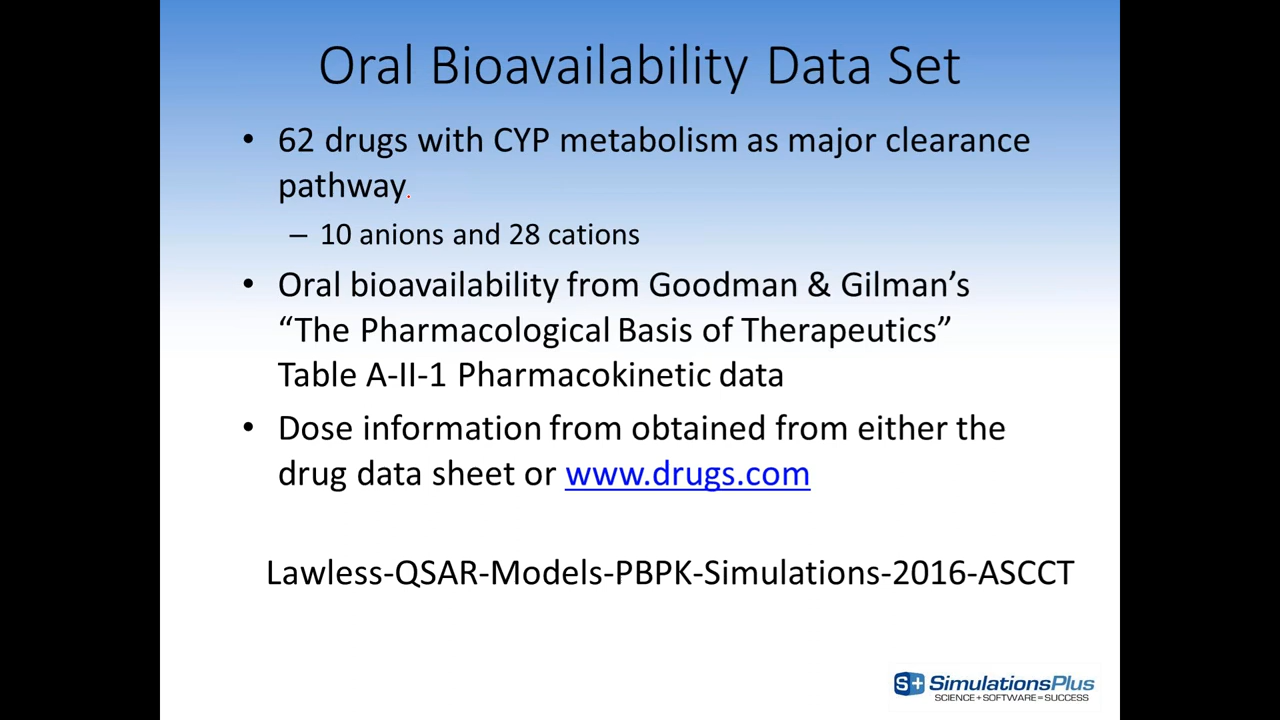 Oral Bioavailability Data Set
• 62 drugs with CYP metabolism as major clearance
pathway.
– 10 anions and 28 cations
• Oral bioavailability from Goodman & Gilman’s
“The Pharmacological Basis of Therapeutics”
Table A-II-1 Pharmacokinetic data
• Dose information from obtained from either the
drug data sheet or www.drugs.com
Lawless-QSAR-Models-PBPK-Simulations-2016-ASCCT
S+ SimulationsPlus
SCIENCE + SOFTWARE = SUCCESS